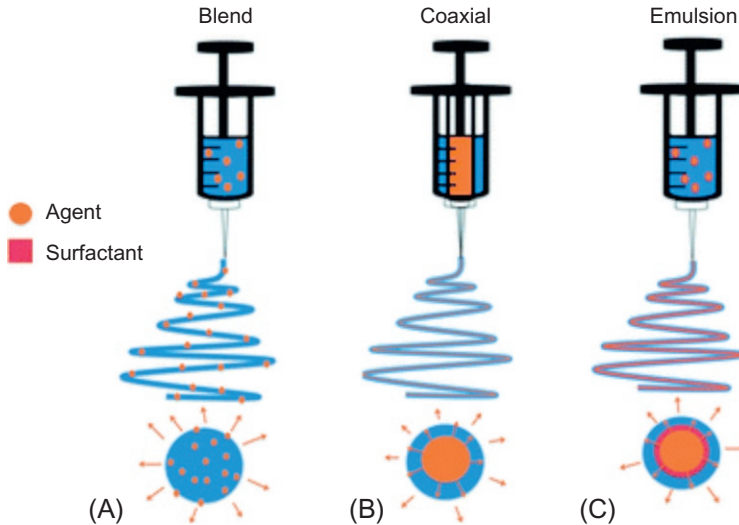 Blend
Coaxial
Emulsion
Agent
Surfactant
(A)
(B)
(C)